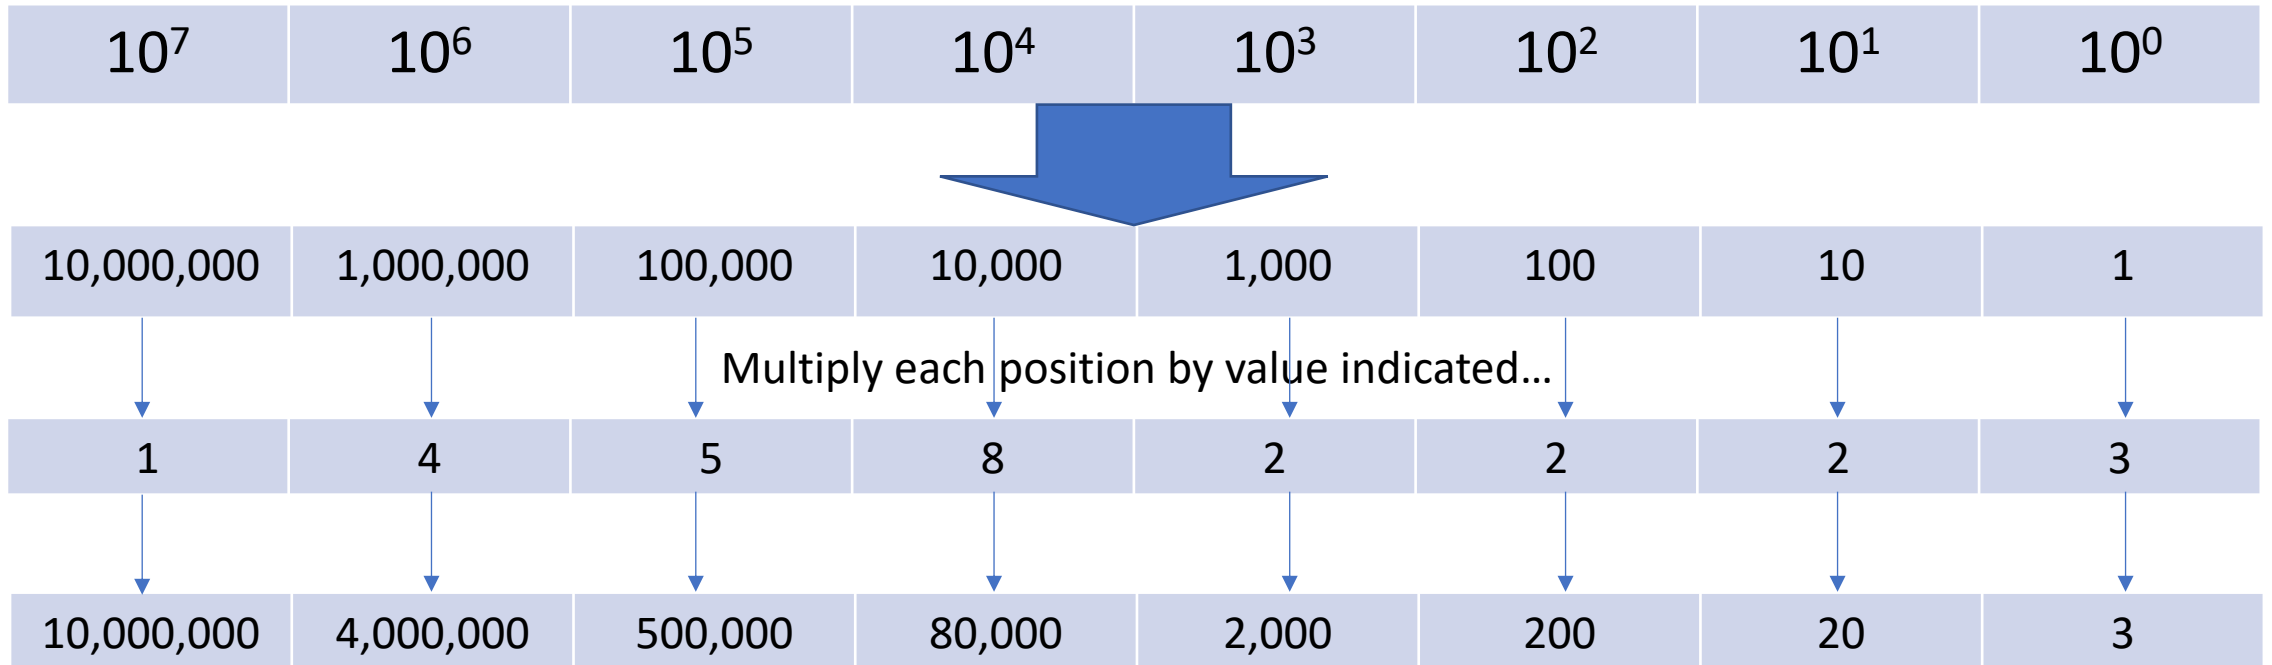 10⁷ 10⁶ 10⁵ 10⁴ 10³ 10² 10¹ 10⁰
10,000,000 1,000,000 100,000 10,000 1,000 100 10 1
Multiply each position by value indicated…
1 4 5 8 2 2 2 3
10,000,000 4,000,000 500,000 80,000 2,000 200 20 3